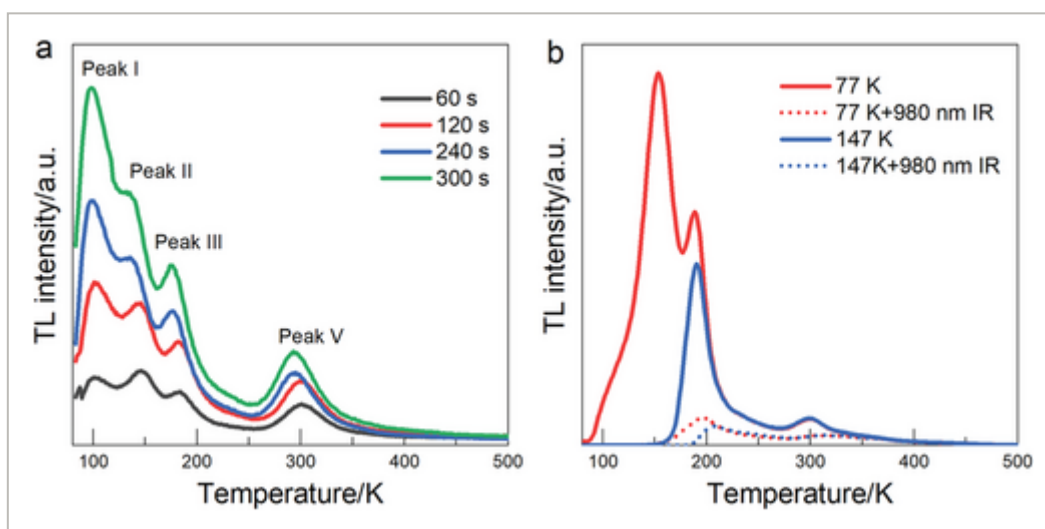 a
Peak I
Peak II
Peak III
Peak V
60 s
120 s
240 s
300 s
TL intensity/a.u.
100 200 300 400 500
Temperature/K
b
77 K
77 K+980 nm IR
147 K
147K+980 nm IR
TL intensity/a.u.
100 200 300 400 500
Temperature/K